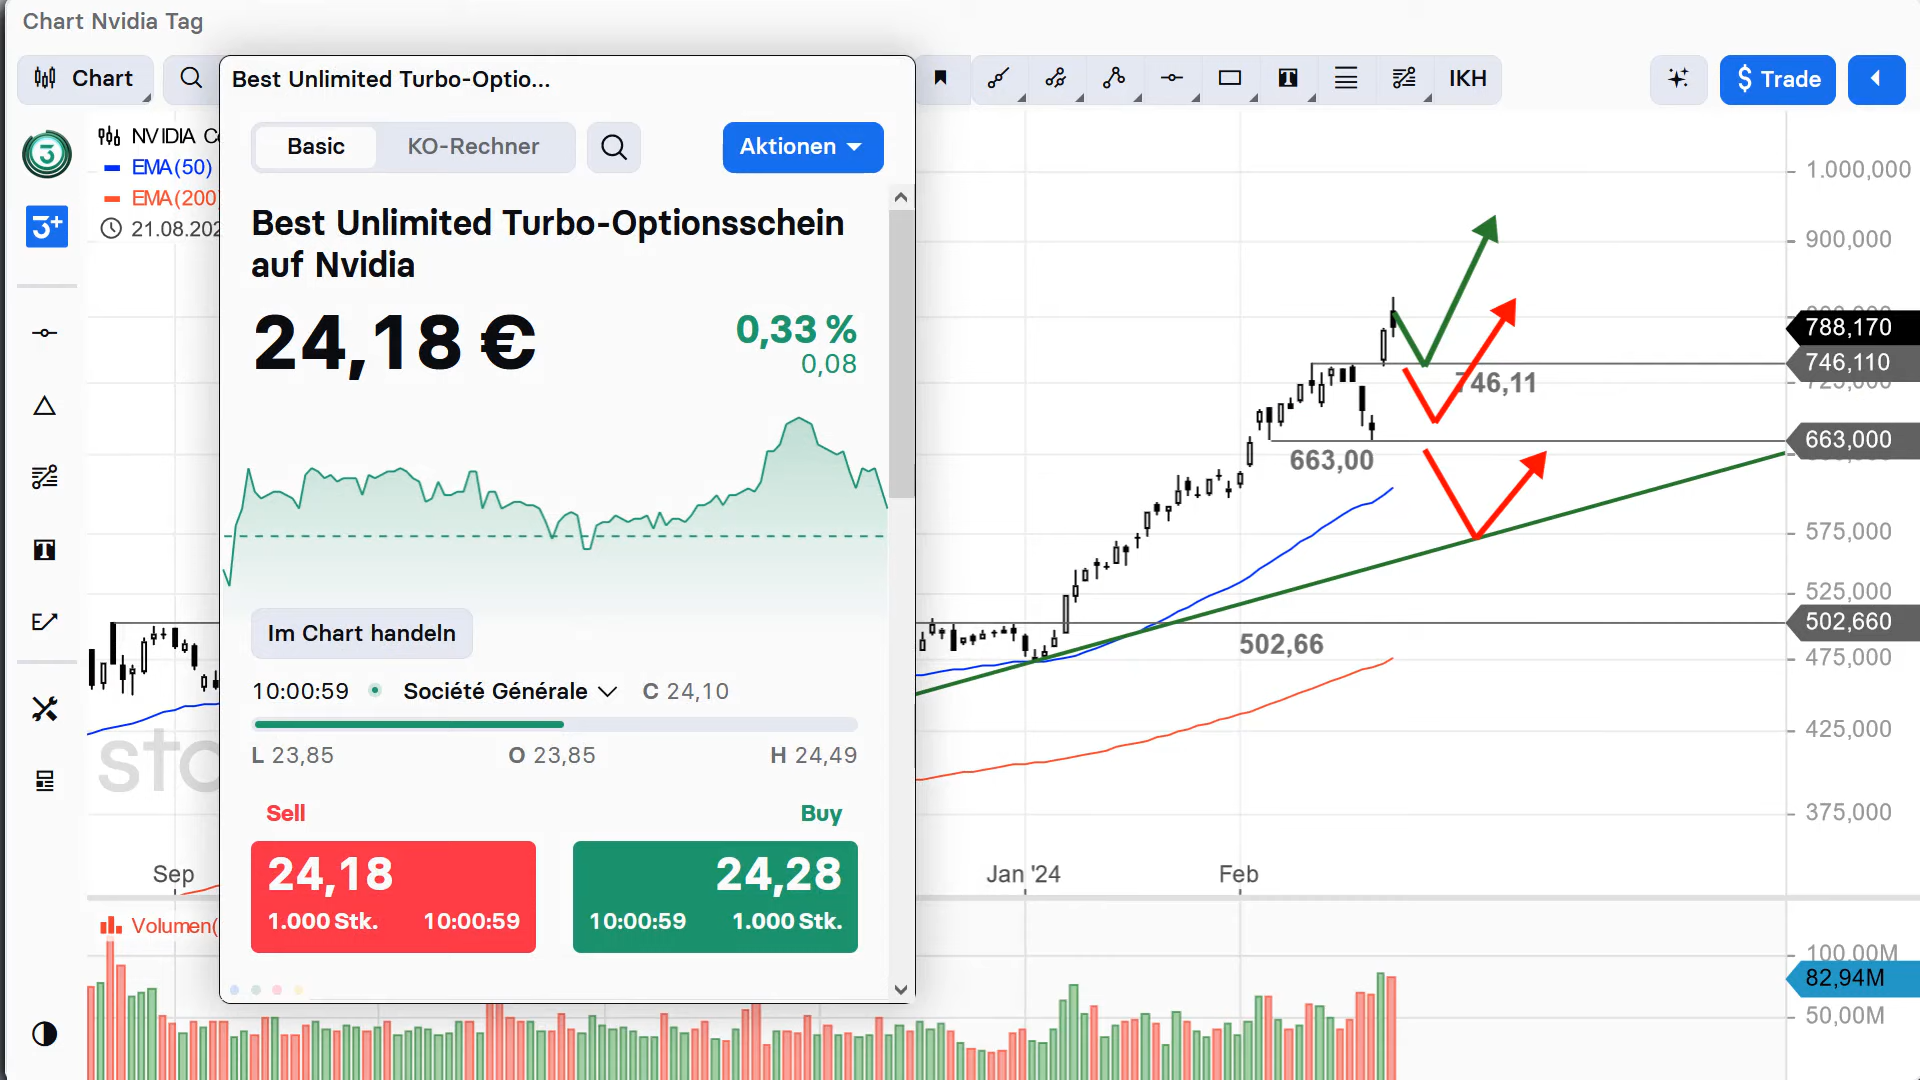 Chart Nvidia Tag
Chart
Best Unlimited Turbo-Optio...
IKH
$ Trade
3
NVIDIA
EMA(50)
3+
EMA(200
21.08.202
Basic
KO-Rechner
Aktionen
Best Unlimited Turbo-Optionsschein
auf Nvidia
24,18 €
0,33 %
0,08
Im Chart handeln
10:00:59
Société Générale
C 24,10
L 23,85
O 23,85
H 24,49
Sell
Buy
24,18
1.000 Stk.
10:00:59
24,28
10:00:59
1.000 Stk.
1.000,000
900,000
788,170
746,110
725,000
746,11
663,000
663,00
575,000
525,000
502,660
502,66
475,000
425,000
375,000
Sep
Jan '24
Feb
Volumen(
100,00M
82,94M
50,00M